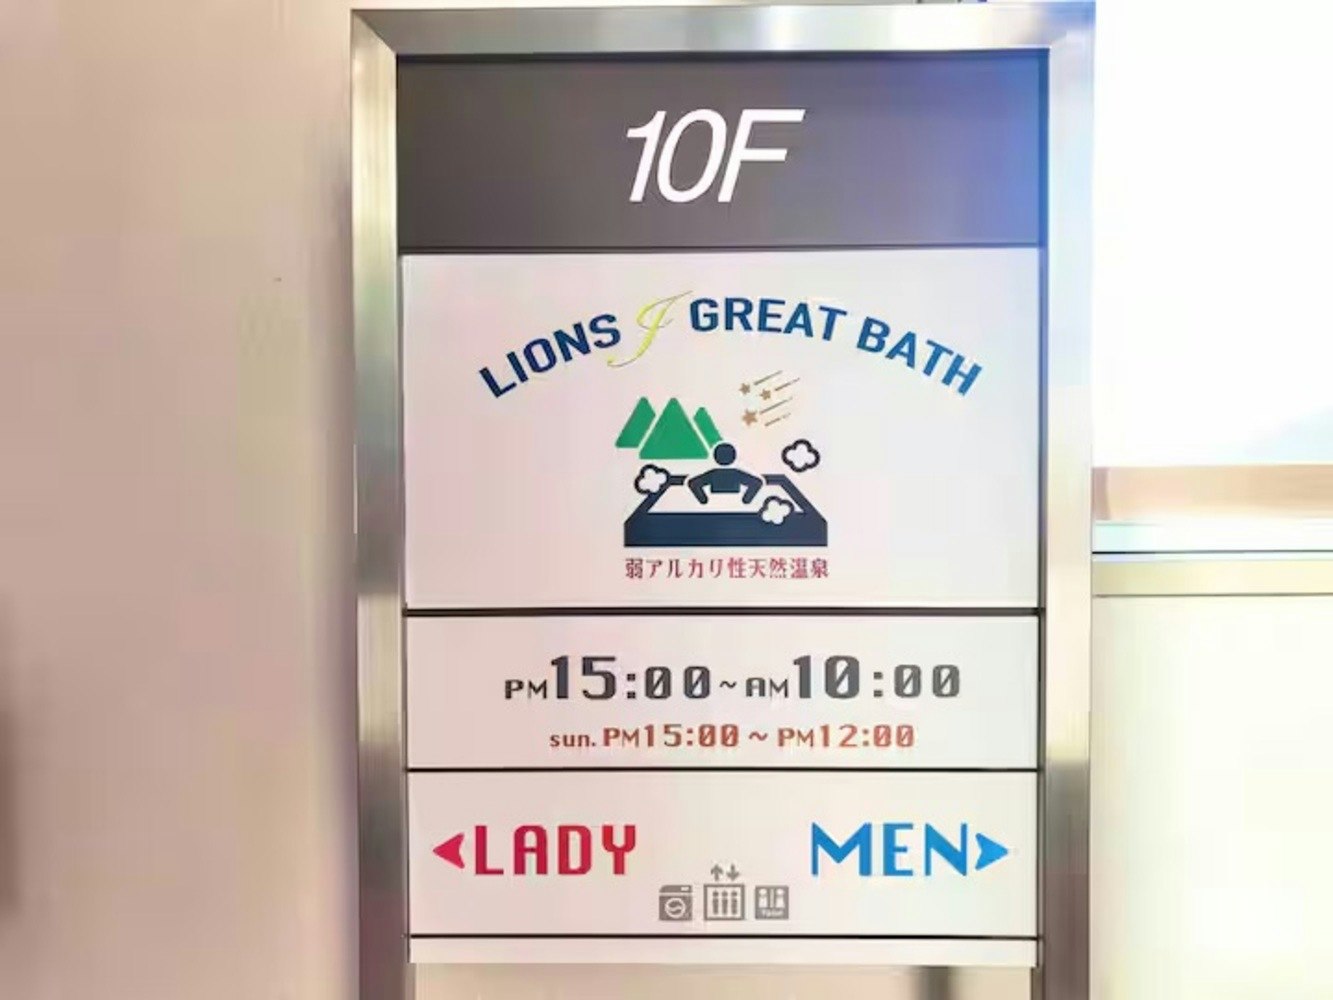 10F
LIONS J GREAT BATH
弱アルカリ性天然温泉
PM15:00~AM10:00
sun. PM15:00~PM12:00
LADY MEN